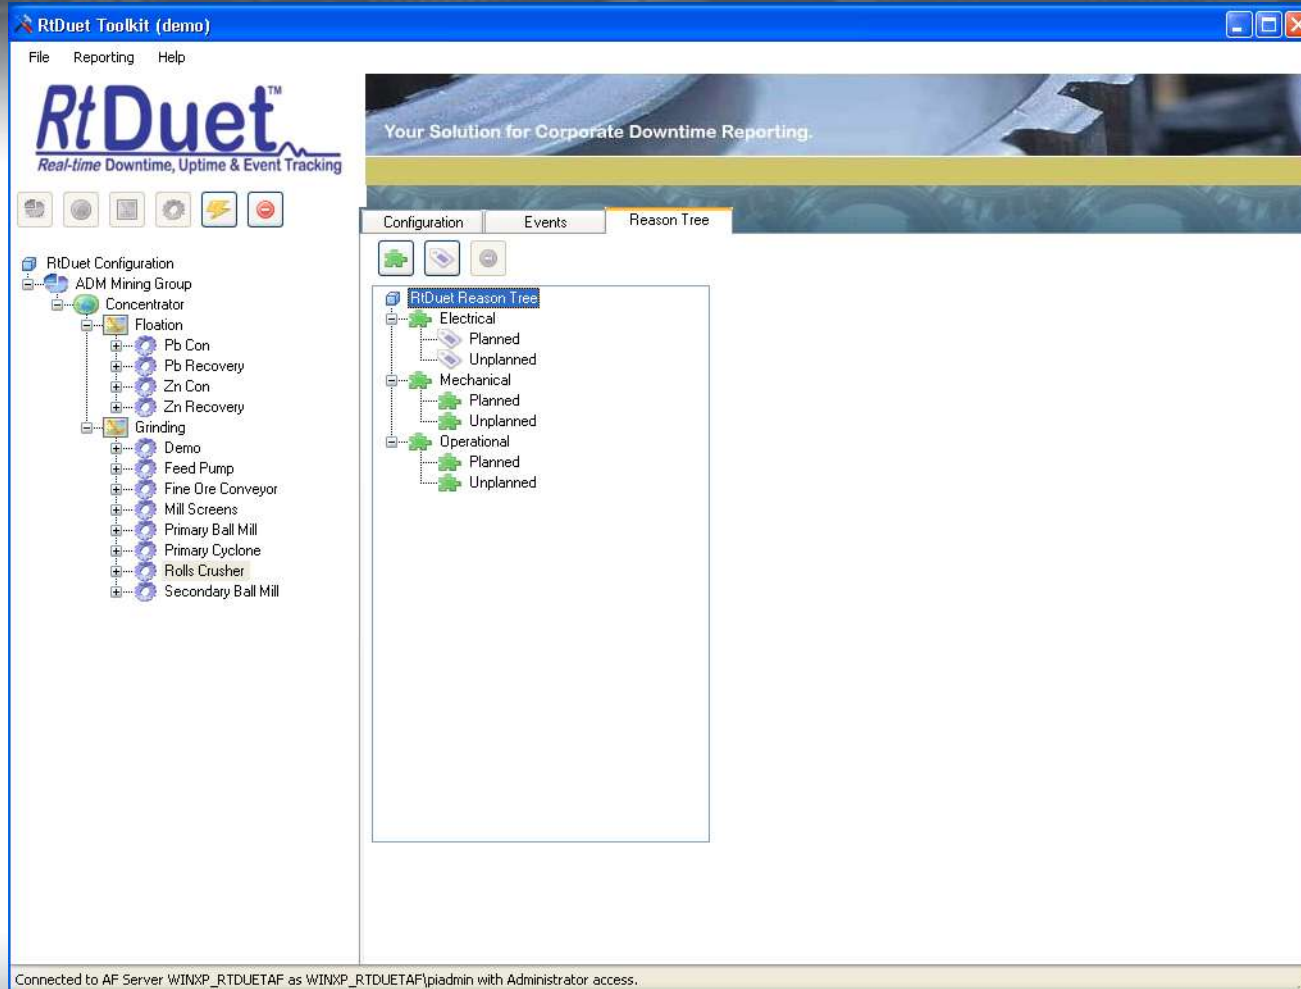 RtDuet Toolkit (demo)
File Reporting Help
RtDuet™
Real-time Downtime, Uptime & Event Tracking
Your Solution for Corporate Downtime Reporting.
Configuration Events Reason Tree
RtDuet Configuration
ADM Mining Group
Concentrator
Floation
Pb Con
Pb Recovery
Zn Con
Zn Recovery
Grinding
Demo
Feed Pump
Fine Ore Conveyor
Mill Screens
Primary Ball Mill
Primary Cyclone
Rolls Crusher
Secondary Ball Mill
RtDuet Reason Tree
Electrical
Planned
Unplanned
Mechanical
Planned
Unplanned
Operational
Planned
Unplanned
Connected to AF Server WINXP_RTDUETAF as WINXP_RTDUETAF\piadmin with Administrator access.